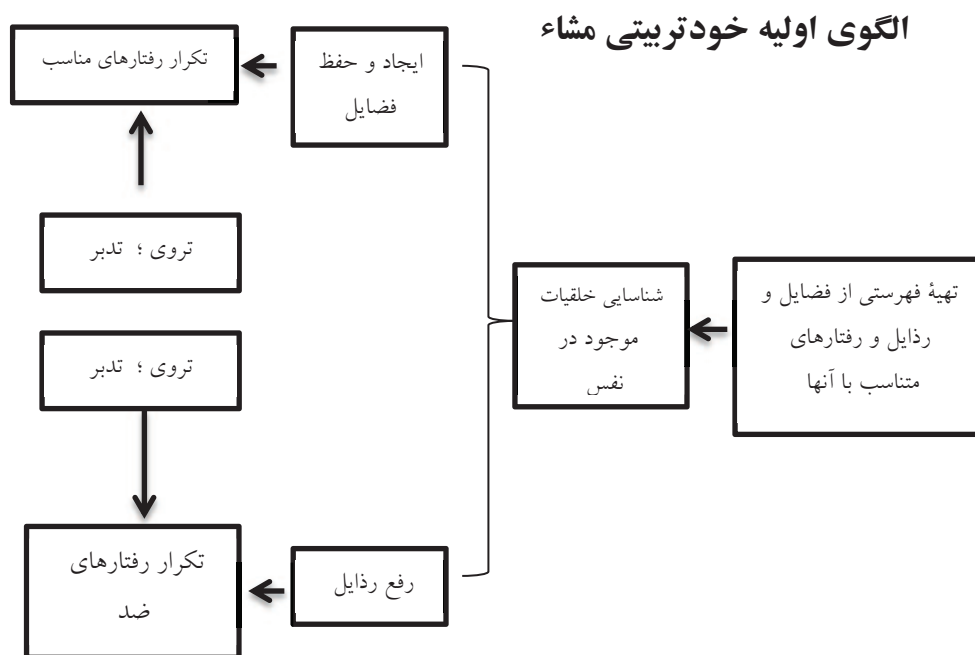 الگوی اولیه خودتربیتی مشاء
تهیۀ فهرستی از فضایل و
رذایل و رفتارهای
متناسب با آنها
شناسایی خلقیات
موجود در
نفس
ایجاد و حفظ
فضایل
تکرار رفتارهای مناسب
تروی ؛ تدبر
تروی ؛ تدبر
رفع رذایل
تکرار رفتارهای
ضد